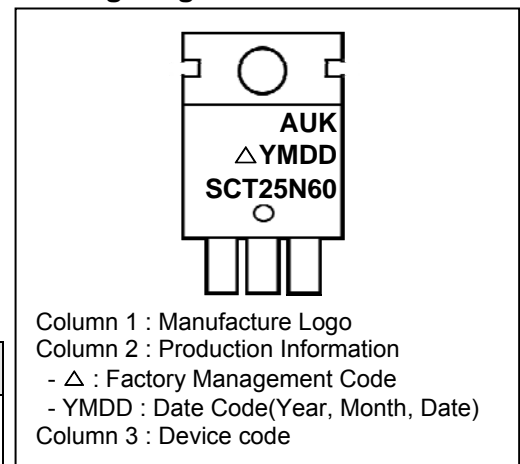 AUK
△YMDD
SCT25N60
Column 1 : Manufacture Logo
Column 2 : Production Information
- △ : Factory Management Code
- YMDD : Date Code(Year, Month, Date)
Column 3 : Device code